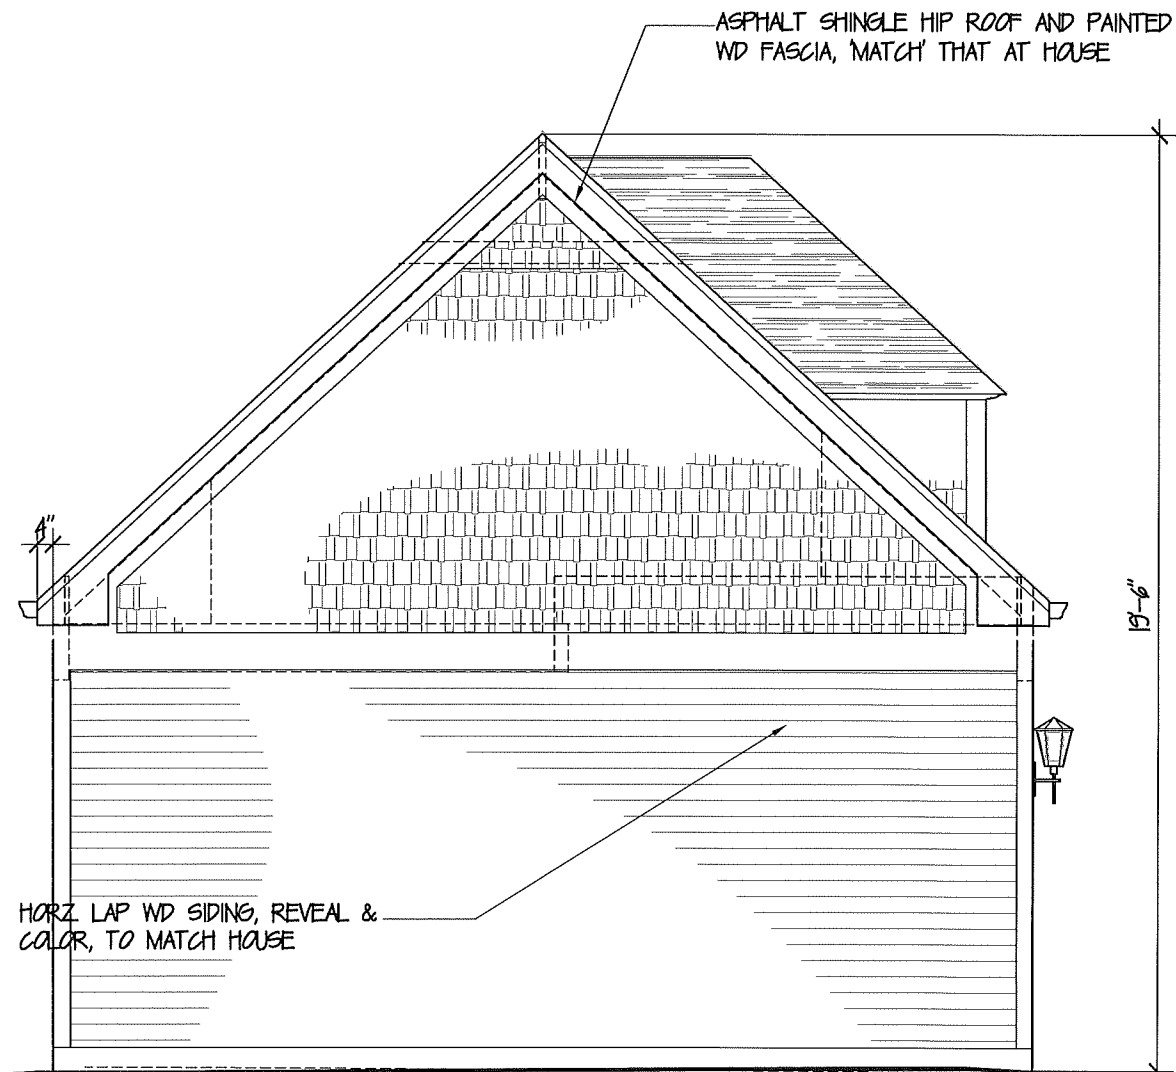 ASPHALT SHINGLE HIP ROOF AND PAINTED
WD FASCIA, 'MATCH' THAT AT HOUSE
4"
19'-6"
HORZ LAP WD SIDING, REVEAL &
COLOR, TO MATCH HOUSE